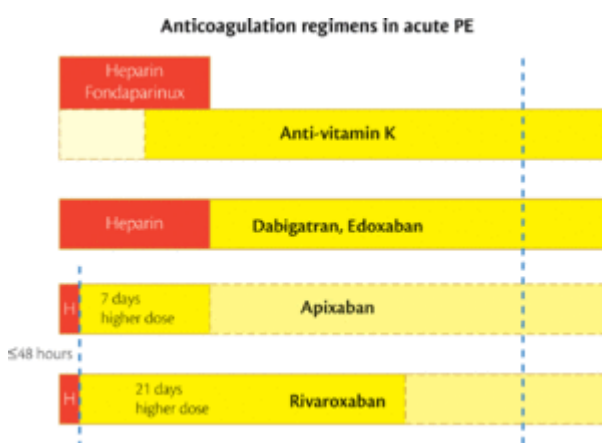 Anticoagulation regimens in acute PE
Heparin
Fondaparinux
Anti-vitamin K
Heparin
Dabigatran, Edoxaban
H
7 days
higher dose
Apixaban
≤48 hours
H
21 days
higher dose
Rivaroxaban